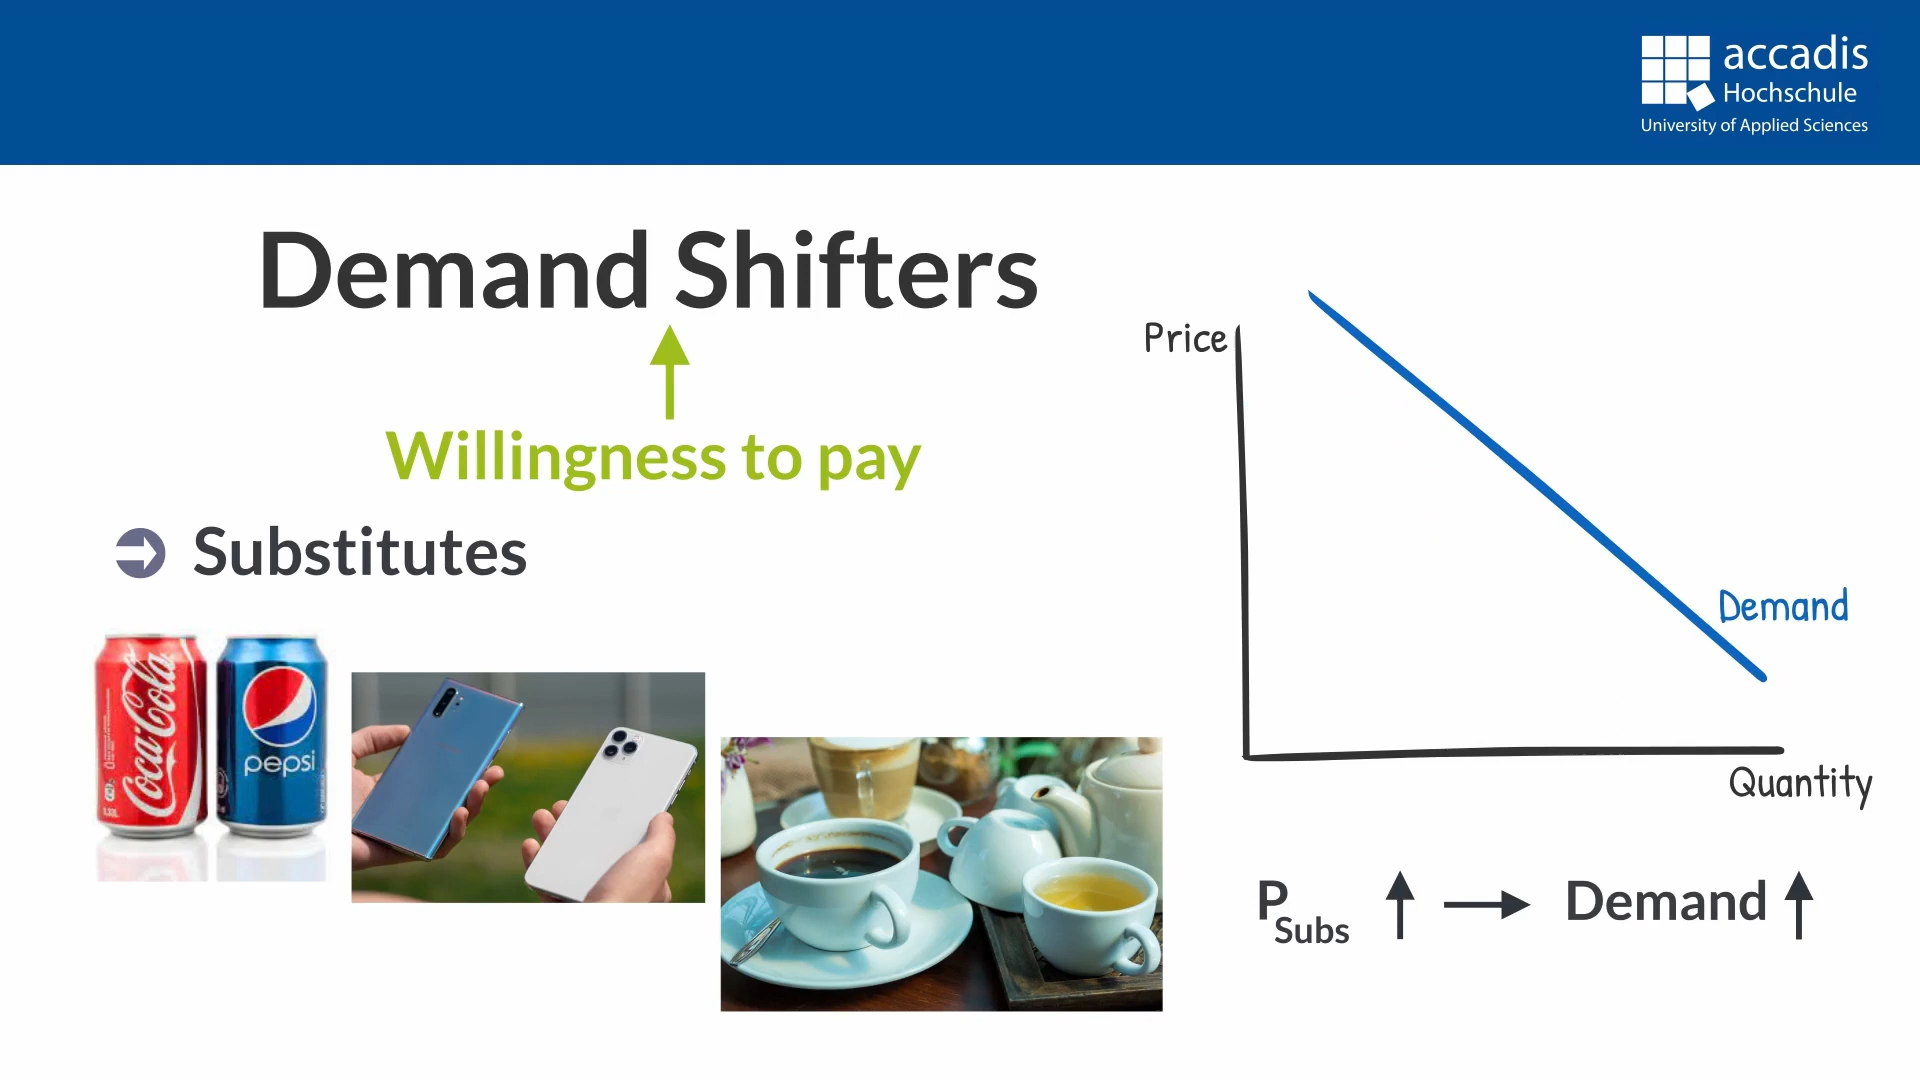 accadis
Hochschule
University of Applied Sciences
Demand Shifters
Willingness to pay
Substitutes
Coca-Cola
pepsi
Price
Demand
Quantity
P Subs → Demand